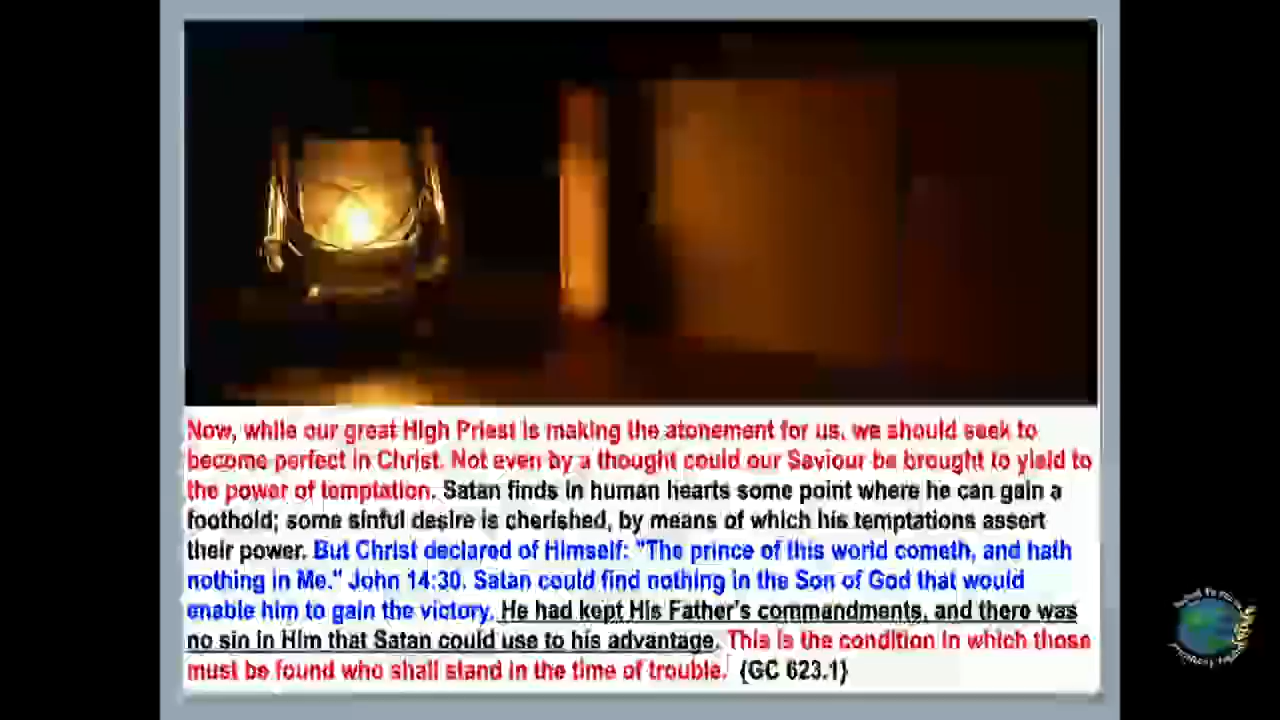 Now, while our great High Priest is making the atonement for us, we should seek to
become perfect in Christ. Not even by a thought could our Saviour be brought to yield to
the power of temptation. Satan finds in human hearts some point where he can gain a
foothold; some sinful desire is cherished, by means of which his temptations assert
their power. But Christ declared of Himself: "The prince of this world cometh, and hath
nothing in Me." John 14:30. Satan could find nothing in the Son of God that would
enable him to gain the victory. He had kept His Father's commandments, and there was
no sin in Him that Satan could use to his advantage. This is the condition in which those
must be found who shall stand in the time of trouble. {GC 623.1}